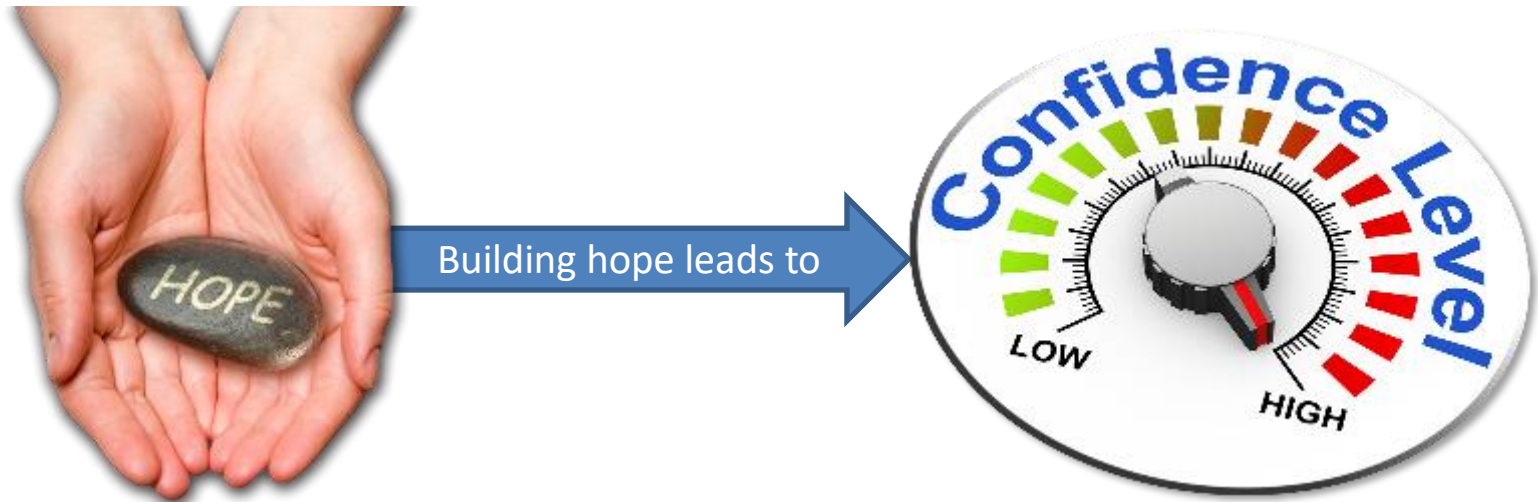 HOPE
Building hope leads to
Confidence Level
LOW
HIGH